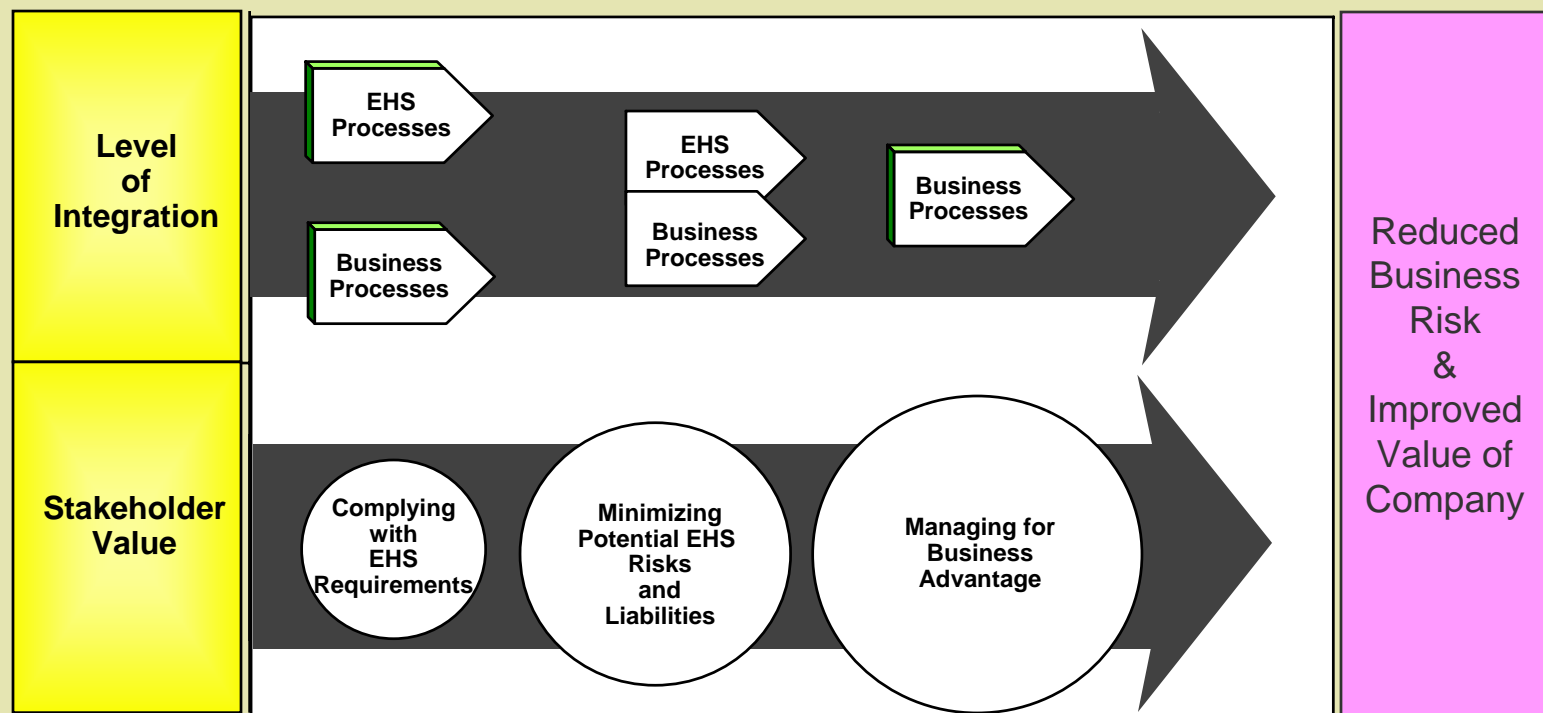 Level
of
Integration
EHS
Processes
Business
Processes
EHS
Processes
Business
Processes
Business
Processes
Stakeholder
Value
Complying
with
EHS
Requirements
Minimizing
Potential EHS
Risks
and
Liabilities
Managing for
Business
Advantage
Reduced
Business
Risk
&
Improved
Value of
Company